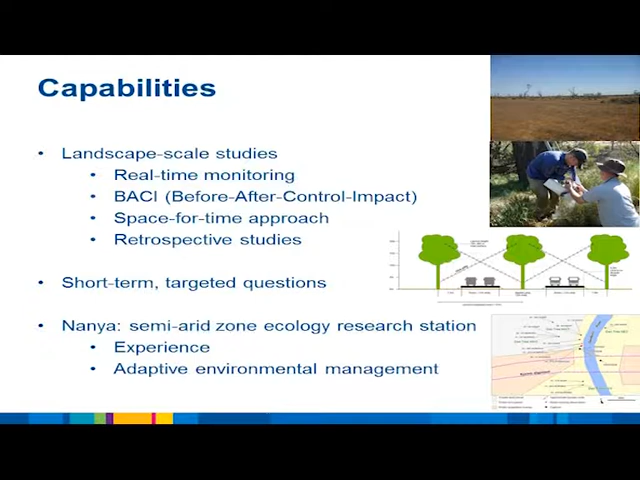 Capabilities
• Landscape-scale studies
• Real-time monitoring
• BACI (Before-After-Control-Impact)
• Space-for-time approach
• Retrospective studies
• Short-term, targeted questions
• Nanya: semi-arid zone ecology research station
• Experience
• Adaptive environmental management